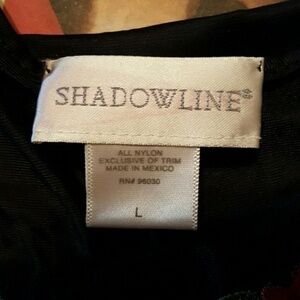 SHADOWLINE®
ALL NYLON
EXCLUSIVE OF TRIM
MADE IN MEXICO
RN# 96030
L